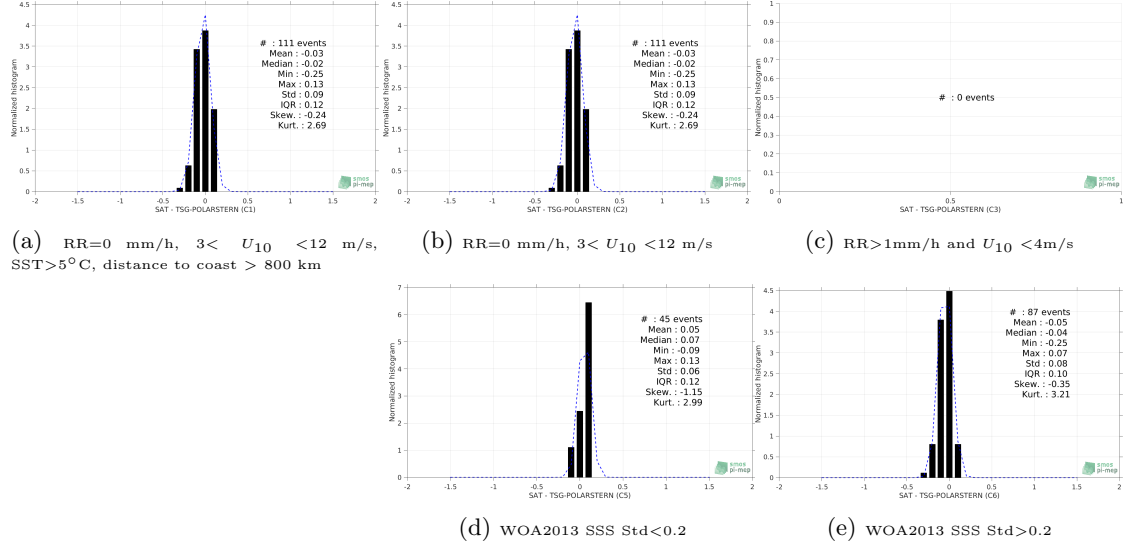 Normalized histogram
4.5
4
3.5
3
2.5
2
1.5
1
0.5
0
# : 111 events
Mean : -0.03
Median : -0.02
Min : -0.25
Max : 0.13
Std : 0.09
IQR : 0.12
Skew. : -0.24
Kurt. : 2.69
smos
pi-mep
-2 -1.5 -1 -0.5 0 0.5 1 1.5 2
SAT - TSG-POLARSTERN (C1)
(a) RR=0 mm/h, 3< U10 <12 m/s,
SST>5°C, distance to coast > 800 km
Normalized histogram
4.5
4
3.5
3
2.5
2
1.5
1
0.5
0
# : 111 events
Mean : -0.03
Median : -0.02
Min : -0.25
Max : 0.13
Std : 0.09
IQR : 0.12
Skew. : -0.24
Kurt. : 2.69
smos
pi-mep
-2 -1.5 -1 -0.5 0 0.5 1 1.5 2
SAT - TSG-POLARSTERN (C2)
(b) RR=0 mm/h, 3< U10 <12 m/s
Normalized histogram
1
0.9
0.8
0.7
0.6
0.5
0.4
0.3
0.2
0.1
0
# : 0 events
smos
pi-mep
0 0.5 1
SAT - TSG-POLARSTERN (C3)
(c) RR>1mm/h and U10 <4m/s
Normalized histogram
7
6
5
4
3
2
1
0
# : 45 events
Mean : 0.05
Median : 0.07
Min : -0.09
Max : 0.13
Std : 0.06
IQR : 0.12
Skew. : -1.15
Kurt. : 2.99
smos
pi-mep
-2 -1.5 -1 -0.5 0 0.5 1 1.5 2
SAT - TSG-POLARSTERN (C5)
(d) WOA2013 SSS Std<0.2
Normalized histogram
4.5
4
3.5
3
2.5
2
1.5
1
0.5
0
# : 87 events
Mean : -0.05
Median : -0.04
Min : -0.25
Max : 0.07
Std : 0.08
IQR : 0.10
Skew. : -0.35
Kurt. : 3.21
smos
pi-mep
-2 -1.5 -1 -0.5 0 0.5 1 1.5 2
SAT - TSG-POLARSTERN (C6)
(e) WOA2013 SSS Std>0.2